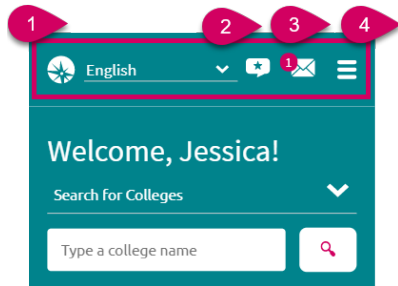 1 2 3 4
English
1
Welcome, Jessica!
Search for Colleges
Type a college name